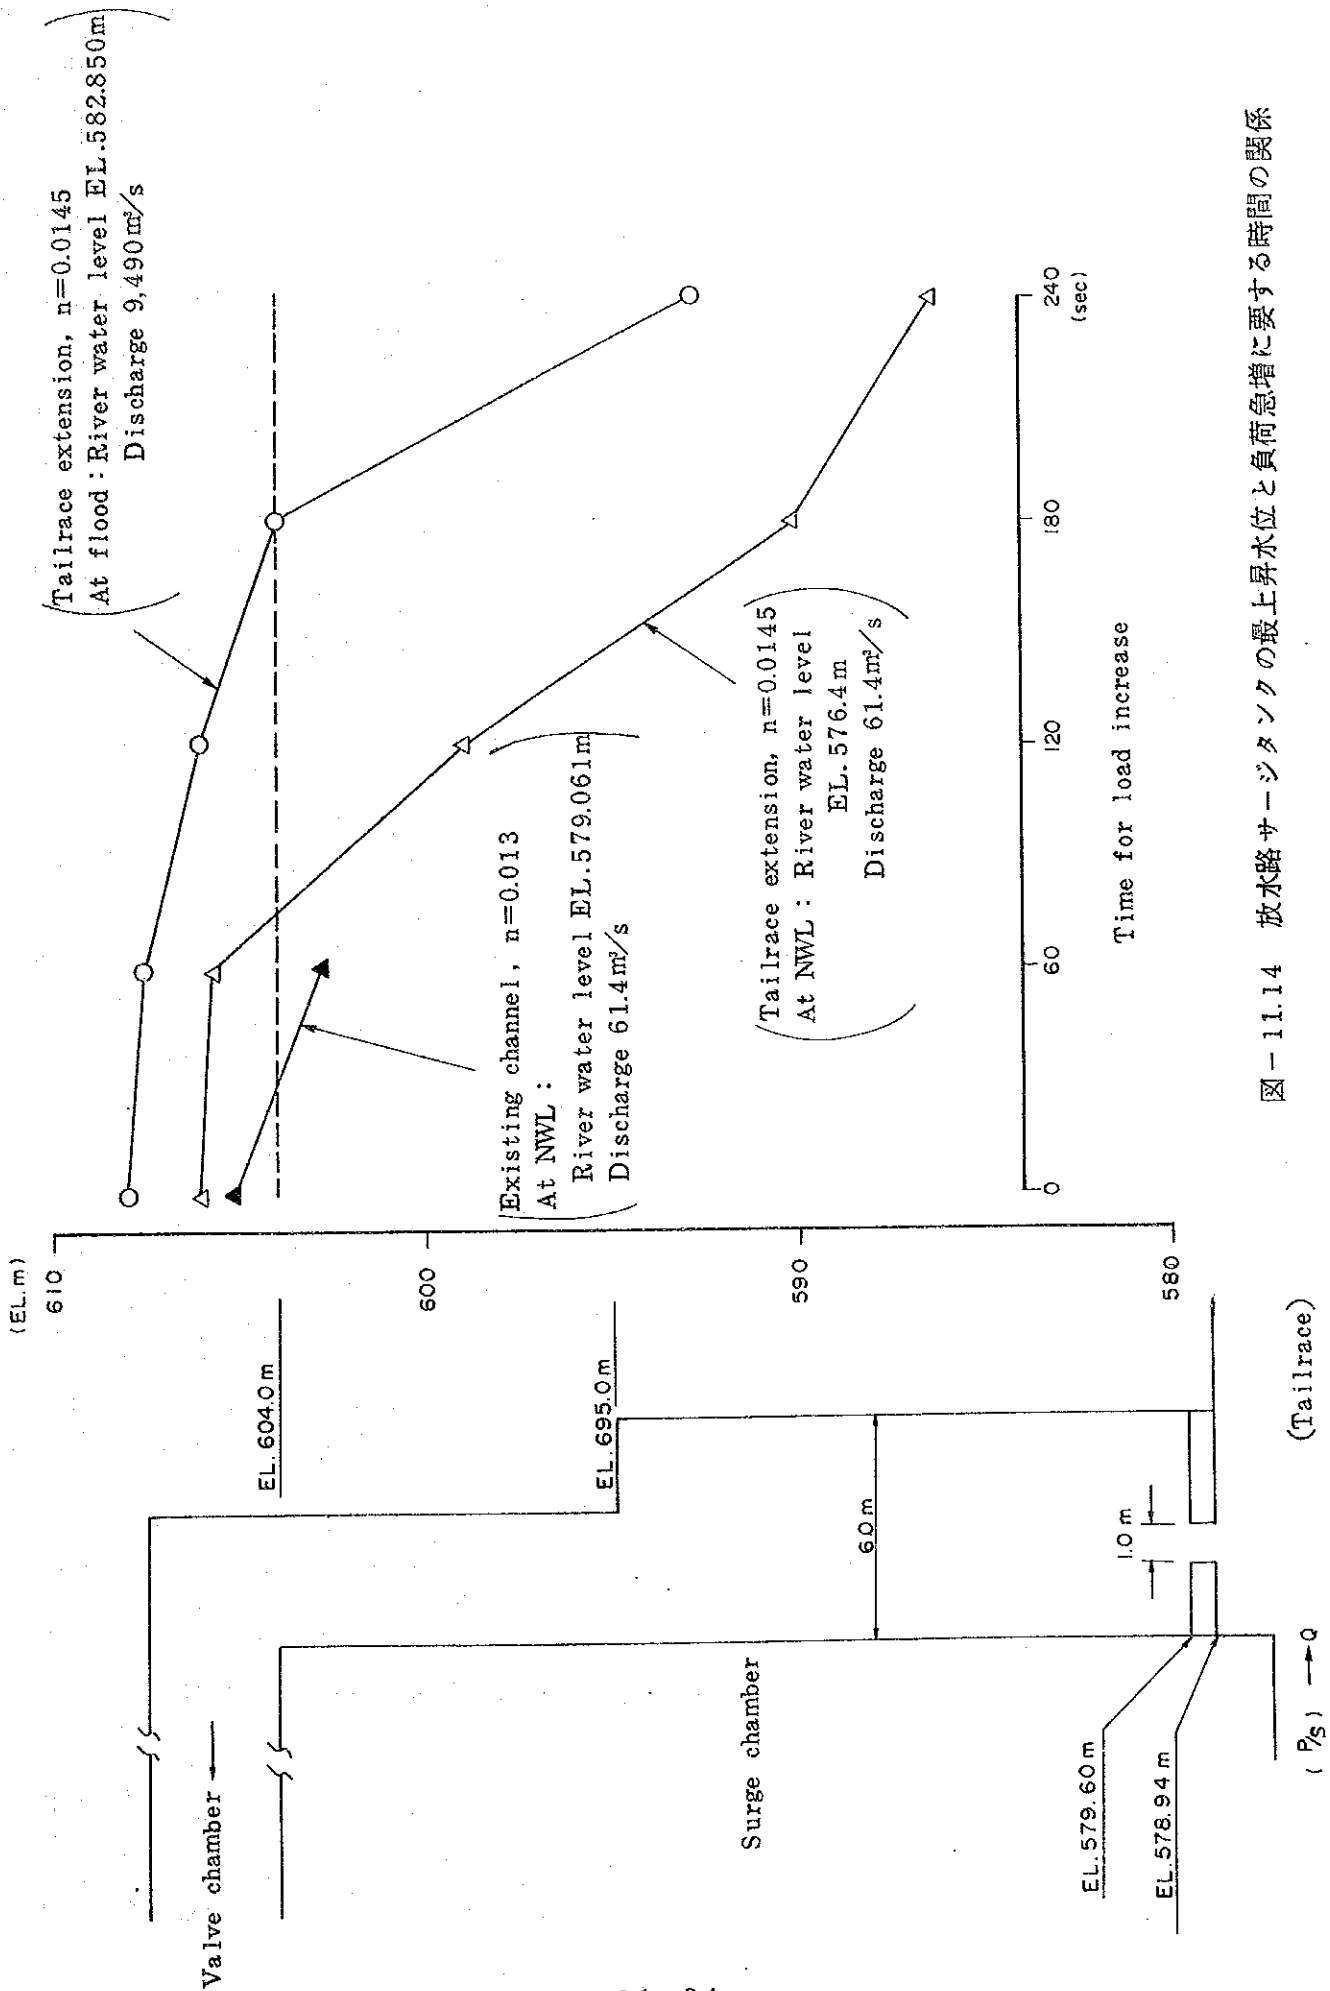 (EL.m)
610
600
590
580
Valve chamber
EL.604.0m
EL.695.0m
Surge chamber
6.0m
1.0m
EL.579.60m
EL.578.94m
(P/S) Q
(Tailrace)
Tailrace extension, n=0.0145
At flood : River water level EL.582.850m
Discharge 9,490m³/s
Existing channel, n=0.013
At NWL :
River water level EL.579.061m
Discharge 61.4m³/s
Tailrace extension, n=0.0145
At NWL : River water level
EL.576.4m
Discharge 61.4m³/s
0
60
120
180
240
(sec)
Time for load increase
図-11.14 放水路サージタンクの最上昇水位と負荷急増に要する時間の関係